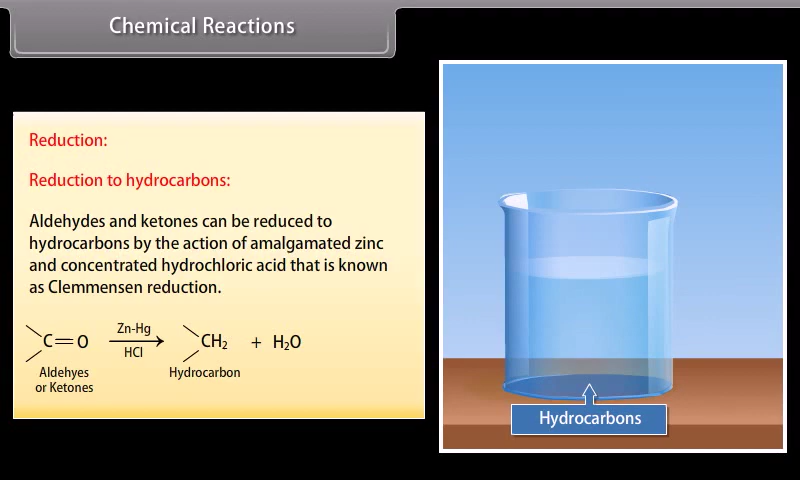 Chemical Reactions
Reduction:
Reduction to hydrocarbons:
Aldehydes and ketones can be reduced to
hydrocarbons by the action of amalgamated zinc
and concentrated hydrochloric acid that is known
as Clemmensen reduction.
C=O Zn-Hg HCl CH₂ + H₂O
Aldehyes
or Ketones
Hydrocarbon
Hydrocarbons